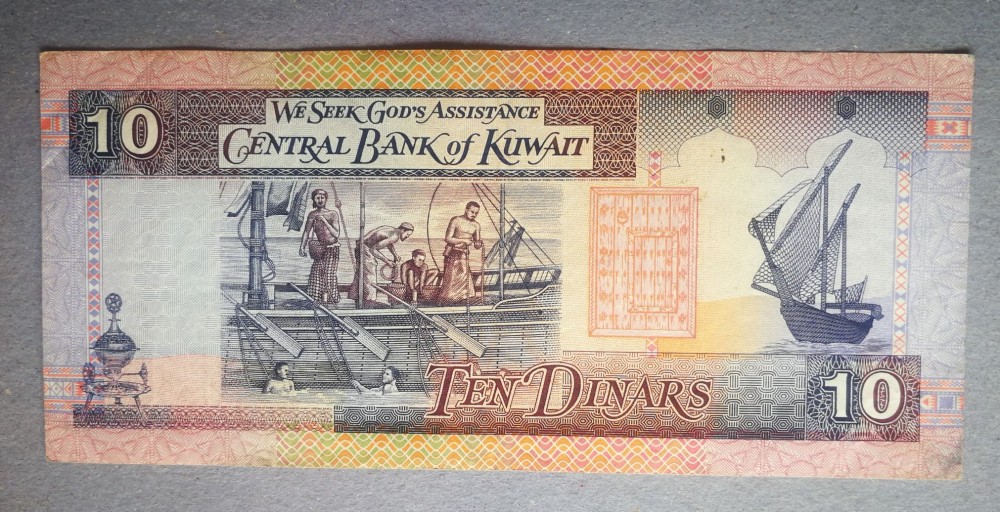 10
We Seek God's Assistance
Central Bank of Kuwait
Ten Dinars
10